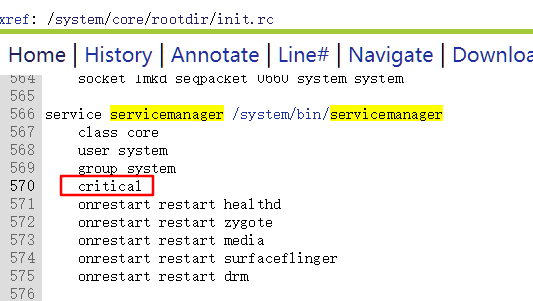 xref: /system/core/rootdir/init.rc
Home | History | Annotate | Line# | Navigate | Downloa
564 socket lmkd seqpacket 0660 system system
565
566 service servicemanager /system/bin/servicemanager
567 class core
568 user system
569 group system
570 critical
571 onrestart restart healthd
572 onrestart restart zygote
573 onrestart restart media
574 onrestart restart surfaceflinger
575 onrestart restart drm
576